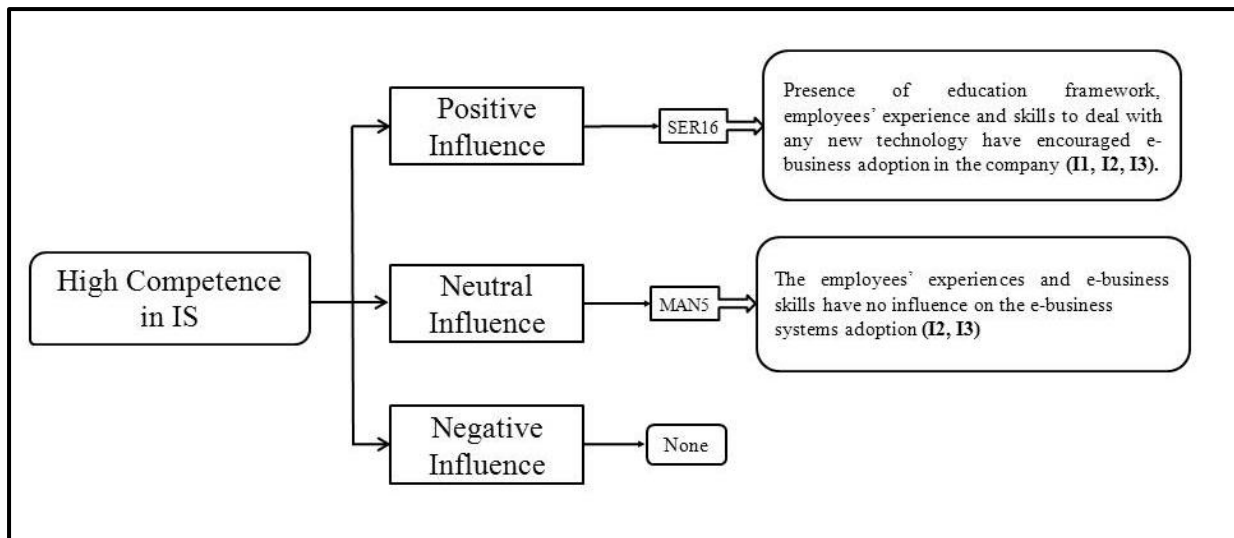 High Competence
in IS
Positive
Influence
SER16
Presence of education framework,
employees’ experience and skills to deal with
any new technology have encouraged e-
business adoption in the company (I1, I2, I3).
Neutral
Influence
MAN5
The employees’ experiences and e-business
skills have no influence on the e-business
systems adoption (I2, I3)
Negative
Influence
None